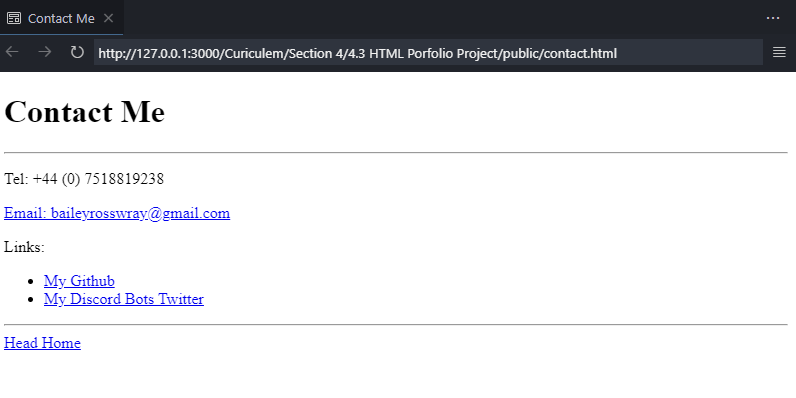 Contact Me
http://127.0.0.1:3000/Curiculem/Section 4/4.3 HTML Porfolio Project/public/contact.html
Contact Me
Tel: +44 (0) 7518819238
Email: baileyrosswray@gmail.com
Links:
My Github
My Discord Bots Twitter
Head Home